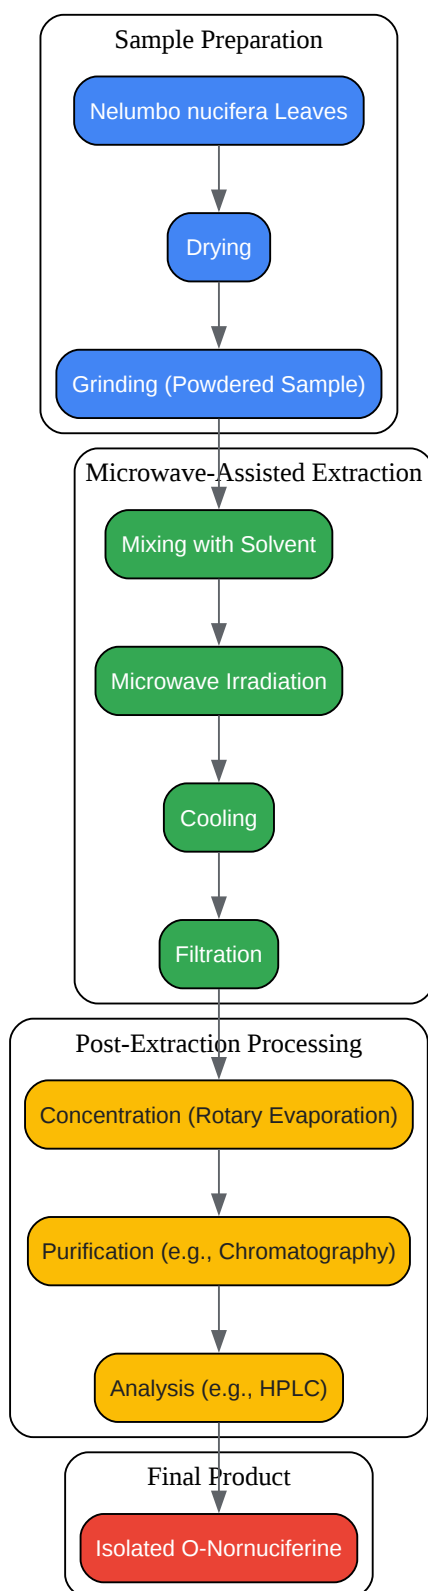 Sample Preparation
Nelumbo nucifera Leaves
Drying
Grinding (Powdered Sample)
Microwave-Assisted Extraction
Mixing with Solvent
Microwave Irradiation
Cooling
Filtration
Post-Extraction Processing
Concentration (Rotary Evaporation)
Purification (e.g., Chromatography)
Analysis (e.g., HPLC)
Final Product
Isolated O-Nornuciferine